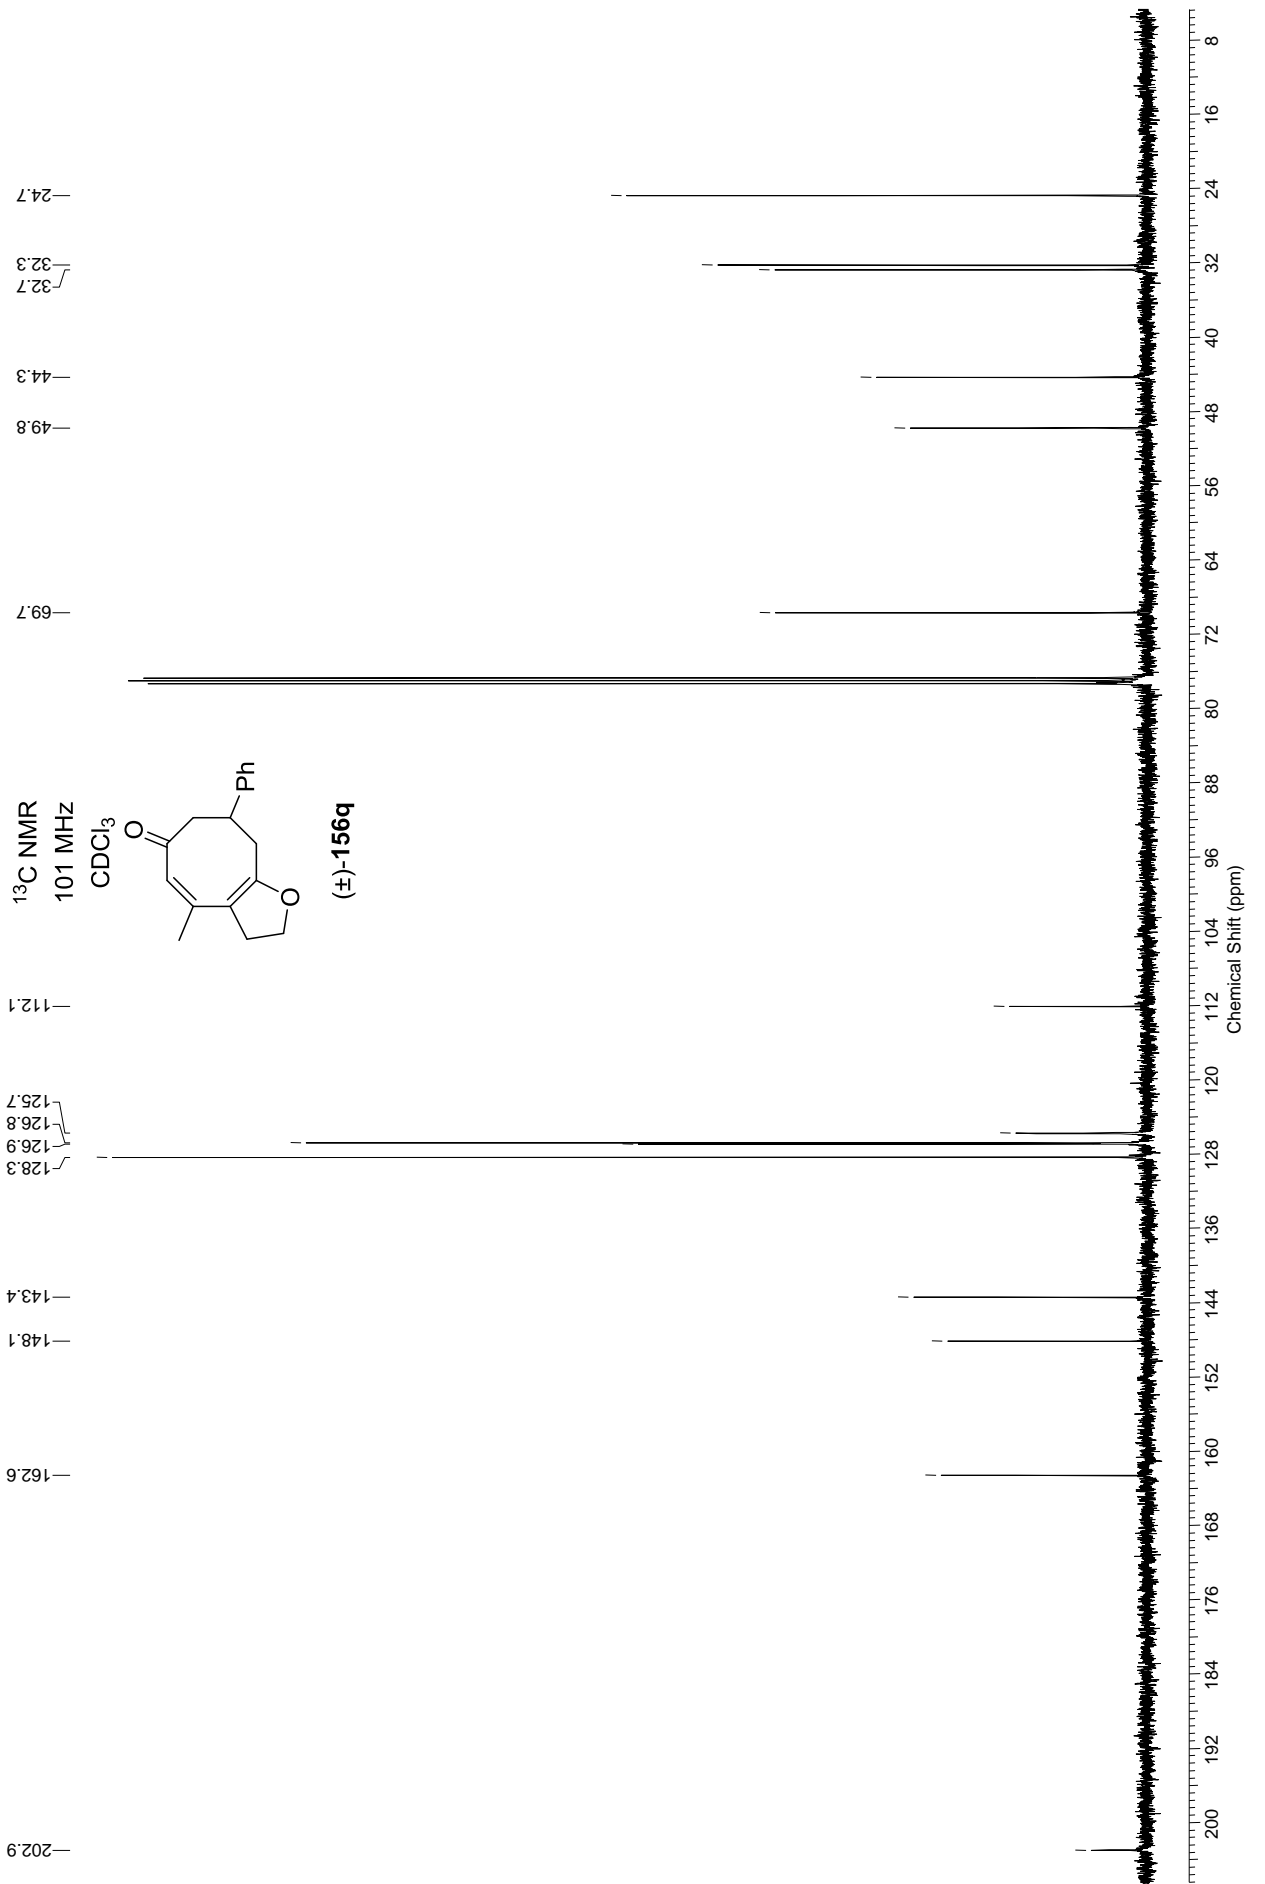 ¹³C NMR
101 MHz
CDCl₃
O
Ph
O
(±)-156q
202.9
162.6
148.1
143.4
128.3
126.9
126.8
125.7
112.1
69.7
49.8
44.3
32.7
32.3
24.7
200 192 184 176 168 160 152 144 136 128 120 112 104 96 88 80 72 64 56 48 40 32 24 16 8
Chemical Shift (ppm)